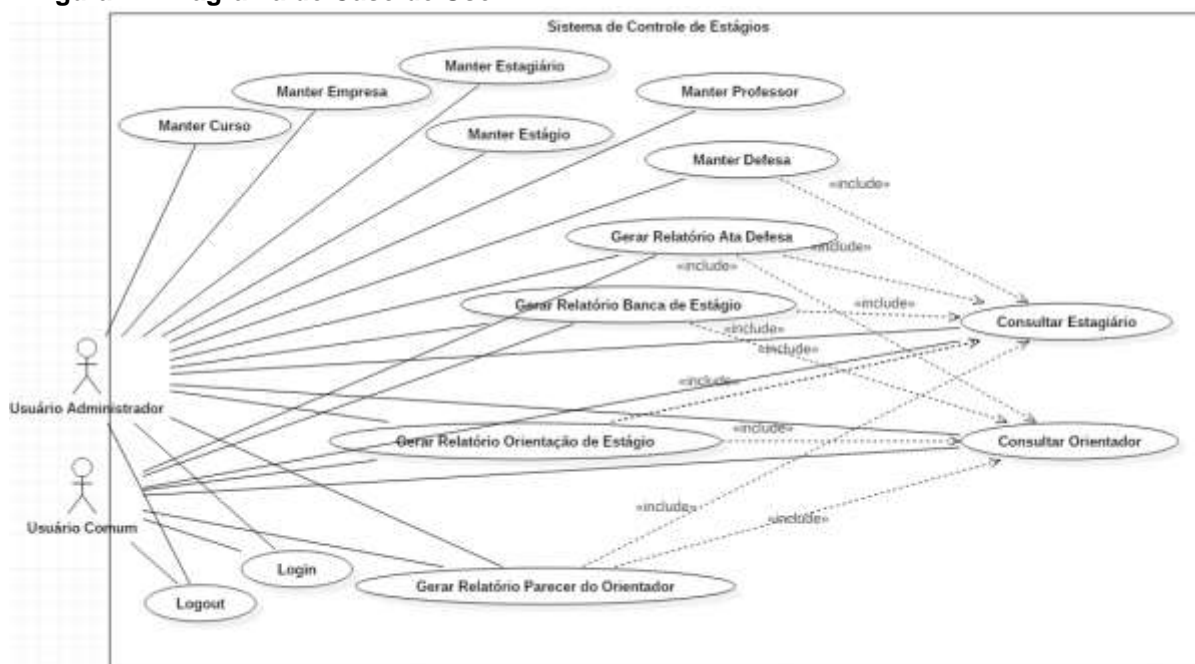 Sistema de Controle de Estágios
Manter Estagiário
Manter Empresa
Manter Professor
Manter Curso
Manter Estágio
Manter Defesa
«include»
Gerar Relatório Ata Defesa
«include»
«include»
Gerar Relatório Banca de Estágio
«include»
Consultar Estagiário
«include»
«include»
«include»
Usuário Administrador
Gerar Relatório Orientação de Estágio
«include»
Consultar Orientador
«include»
«include»
Usuário Comum
Login
Gerar Relatório Parecer do Orientador
Logout